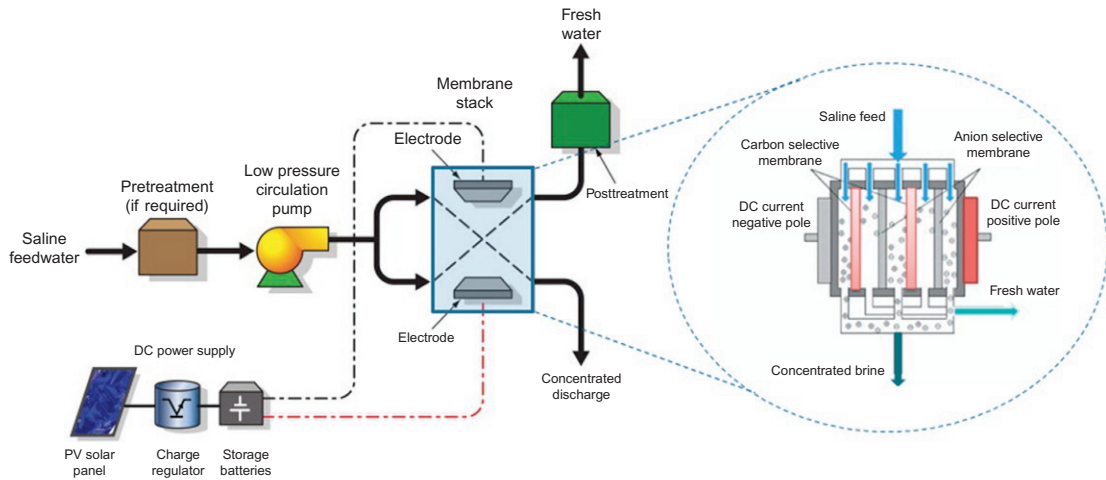 Fresh
water
Membrane
stack
Electrode
Posttreatment
Pretreatment
(if required)
Low pressure
circulation
pump
Saline
feedwater
Electrode
Concentrated
discharge
DC power supply
PV solar
panel
Charge
regulator
Storage
batteries
Saline feed
Carbon selective
membrane
Anion selective
membrane
DC current
negative pole
DC current
positive pole
Fresh water
Concentrated brine